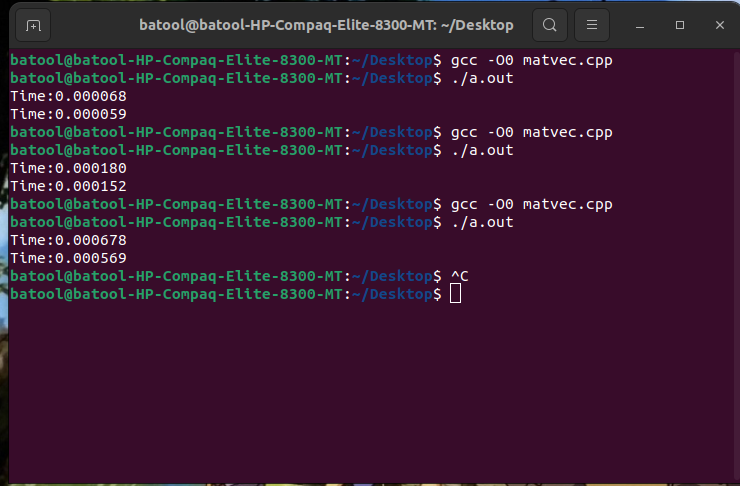 batool@batool-HP-Compaq-Elite-8300-MT: ~/Desktop
batool@batool-HP-Compaq-Elite-8300-MT:~/Desktop$ gcc -O0 matvec.cpp
batool@batool-HP-Compaq-Elite-8300-MT:~/Desktop$ ./a.out
Time:0.000068
Time:0.000059
batool@batool-HP-Compaq-Elite-8300-MT:~/Desktop$ gcc -O0 matvec.cpp
batool@batool-HP-Compaq-Elite-8300-MT:~/Desktop$ ./a.out
Time:0.000180
Time:0.000152
batool@batool-HP-Compaq-Elite-8300-MT:~/Desktop$ gcc -O0 matvec.cpp
batool@batool-HP-Compaq-Elite-8300-MT:~/Desktop$ ./a.out
Time:0.000678
Time:0.000569
batool@batool-HP-Compaq-Elite-8300-MT:~/Desktop$ ^C
batool@batool-HP-Compaq-Elite-8300-MT:~/Desktop$